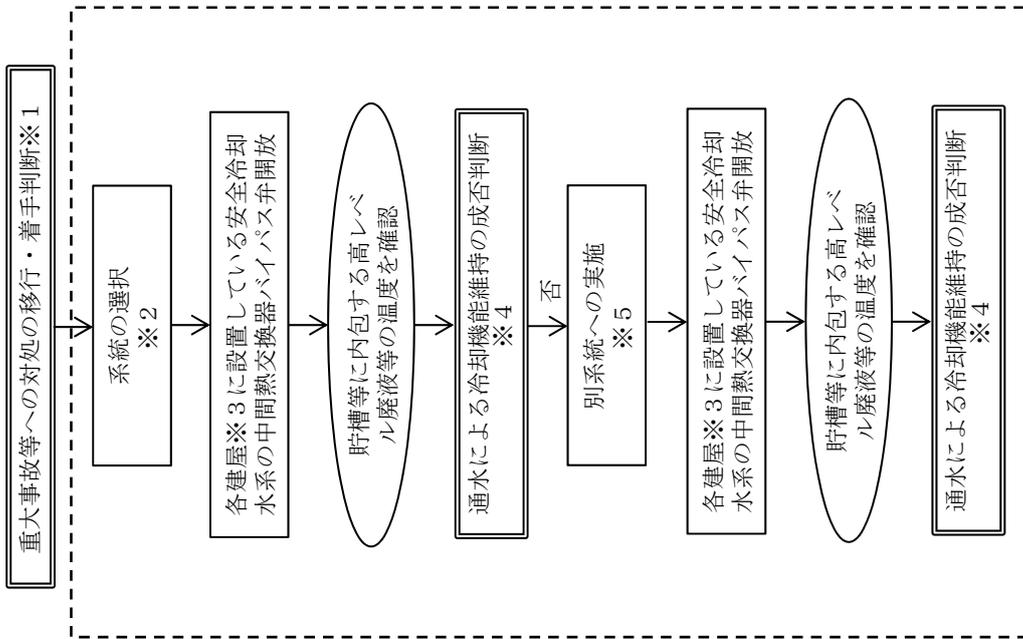 重大事故等への対処の移行・着手判断※１
系統の選択
※２
各建屋※３に設置している安全冷却
水系の中間熱交換器バイパス弁開放
貯槽等に内包する高レベ
ル廃液等の温度を確認
通水による冷却機能維持の成否判断
※４
否
別系統への実施
※５
各建屋※３に設置している安全冷却
水系の中間熱交換器バイパス弁開放
貯槽等に内包する高レベ
ル廃液等の温度を確認
通水による冷却機能維持の成否判断
※４